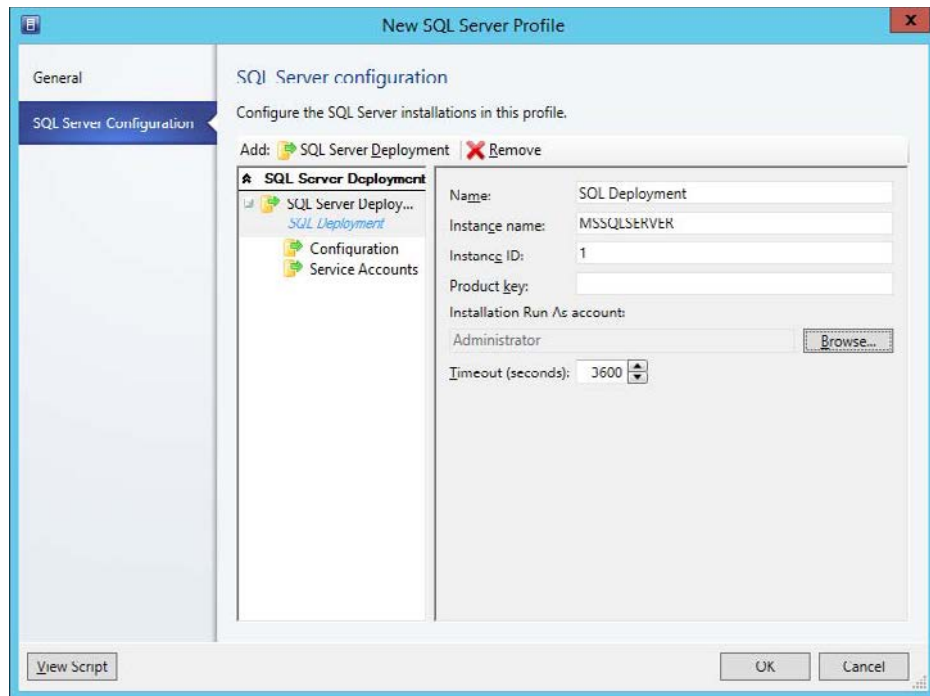 New SQL Server Profile
x
General
SQL Server Configuration
SQL Server configuration
Configure the SQL Server installations in this profile.
Add: SQL Server Deployment Remove
SQL Server Deployment
SQL Server Deploy...
SQL Deployment
Configuration
Service Accounts
Name: SQL Deployment
Instance name: MSSQLSERVER
Instance ID: 1
Product key:
Installation Run As account:
Administrator Browse...
Timeout (seconds): 3600
View Script OK Cancel